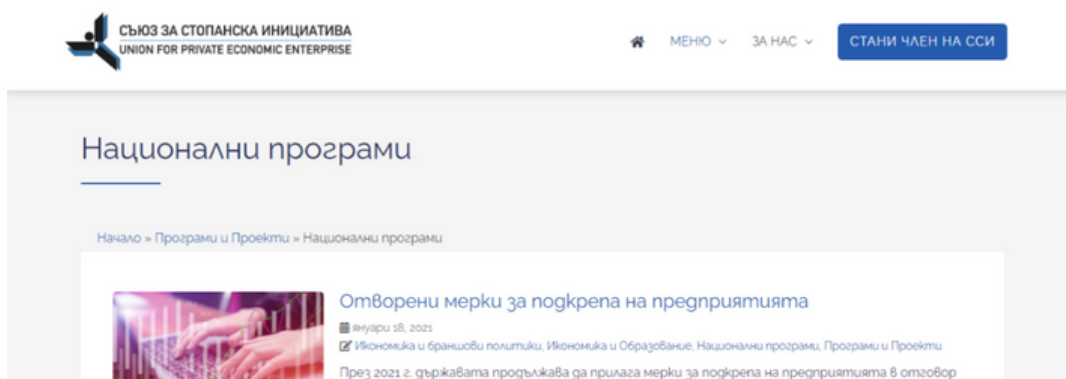 СЪЮЗ ЗА СТОПАНСКА ИНИЦИАТИВА
UNION FOR PRIVATE ECONOMIC ENTERPRISE
МЕНЮ
ЗА НАС
СТАНИ ЧЛЕН НА ССИ
Национални програми
Начало » Програми и Проекти » Национални програми
Отворени мерки за подкрепа на предприятията
януари 18, 2021
Икономика и браншови политики, Икономика и Образование, Национални програми, Програми и Проекти
През 2021 г. държавата продължава да прилага мерки за подкрепа на предприятията в отговор